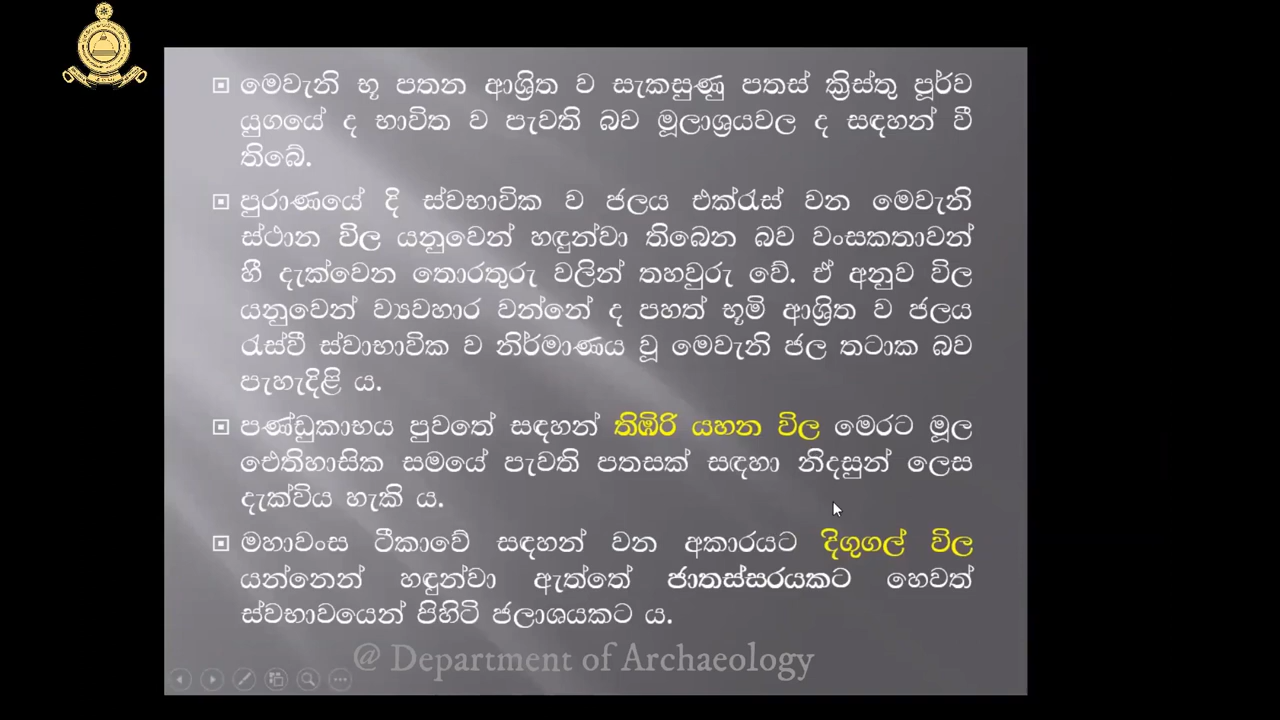 මෙවැනි භූ පතන ආශ්‍රිත ව සැකසුණු පතස් ක්‍රිස්තු පූර්ව
යුගයේ ද භාවිත ව පැවති බව මූලාශ්‍රයවල ද සඳහන් වී
තිබේ.
පුරාණයේ දි ස්වභාවික ව ජලය එක්රැස් වන මෙවැනි
ස්ථාන විල යනුවෙන් හඳුන්වා තිබෙන බව වංසකතාවන්
හී දැක්වෙන තොරතුරු වලින් තහවුරු වේ. ඒ අනුව විල
යනුවෙන් ව්‍යවහාර වන්නේ ද පහත් භූමි ආශ්‍රිත ව ජලය
රැස්වී ස්වාභාවික ව නිර්මාණය වූ මෙවැනි ජල තටාක බව
පැහැදිළි ය.
පණ්ඩුකාභය පුවතේ සඳහන් තිඹිරි යහන විල මෙරට මූල
ඓතිහාසික සමයේ පැවති පතසක් සඳහා නිදසුන් ලෙස
දැක්විය හැකි ය.
මහාවංස ටීකාවේ සඳහන් වන අකාරයට දිගුගල් විල
යන්නෙන් හඳුන්වා ඇත්තේ ජාතස්සරයකට හෙවත්
ස්වභාවයෙන් පිහිටි ජලාශයකට ය.
@ Department of Archaeology